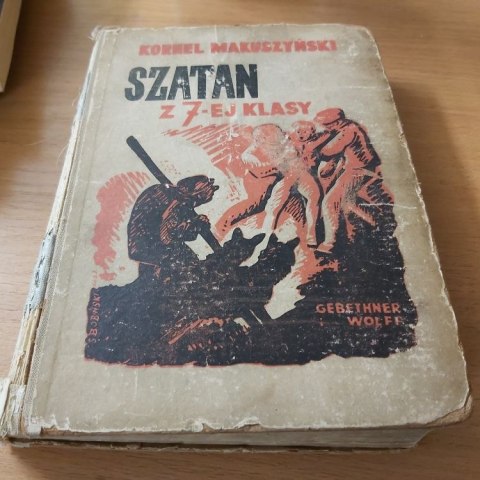 KORNEL MAKUSZYŃSKI
SZATAN
Z 7-EJ KLASY
GEBETHNER
WOLFF